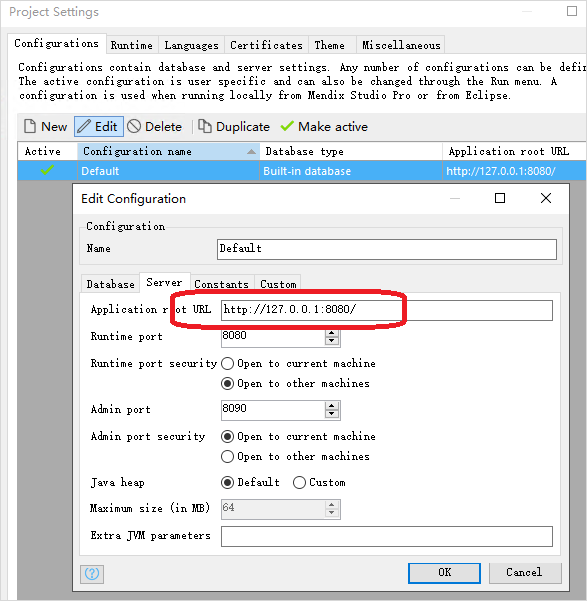 Project Settings
Configurations Runtime Languages Certificates Theme Miscellaneous
Configurations contain database and server settings. Any number of configurations can be defin
The active configuration is user specific and can also be changed through the Run menu. A
configuration is used when running locally from Mendix Studio Pro or from Eclipse.
New Edit Delete Duplicate Make active
Active Configuration name Database type Application root URL
Default Built-in database http://127.0.0.1:8080/
Edit Configuration
Configuration
Name Default
Database Server Constants Custom
Application root URL http://127.0.0.1:8080/
Runtime port 8080
Runtime port security Open to current machine
Open to other machines
Admin port 8090
Admin port security Open to current machine
Open to other machines
Java heap Default Custom
Maximum size (in MB) 64
Extra JVM parameters
? OK Cancel